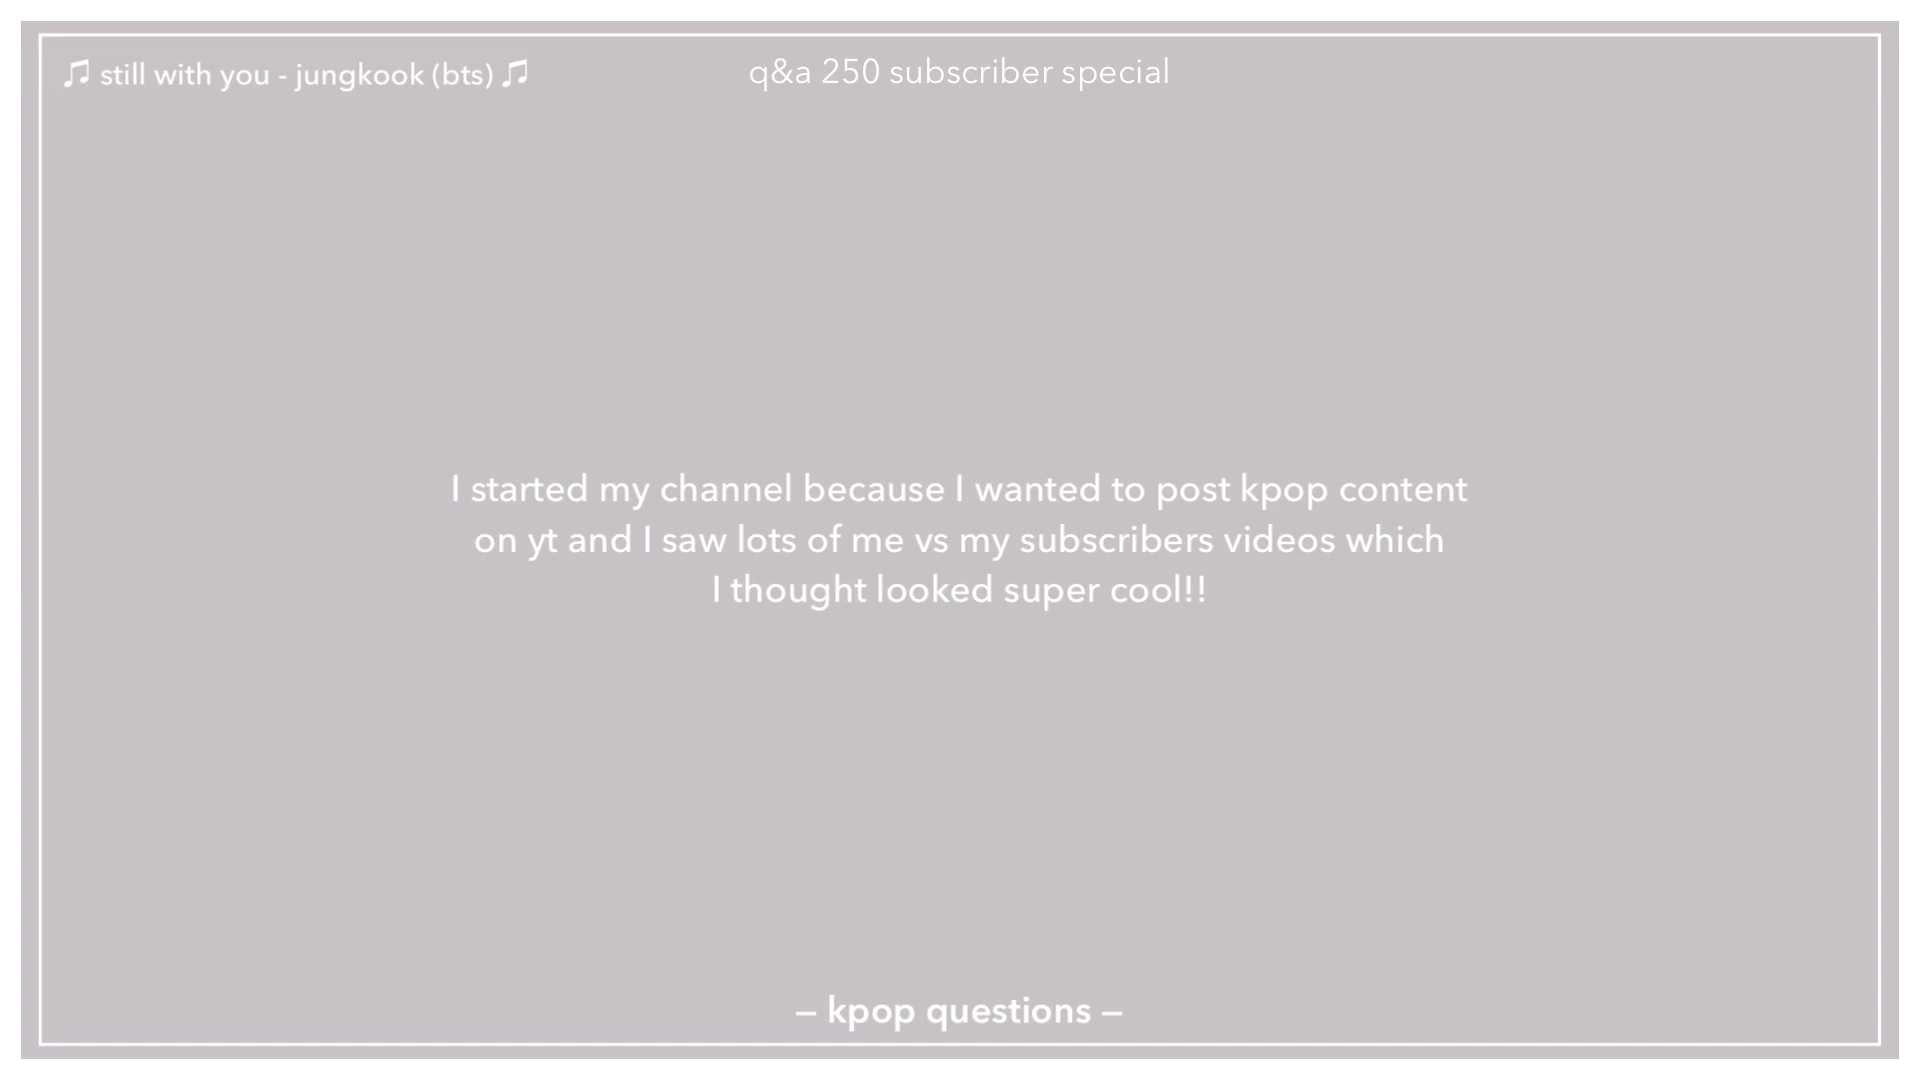 ♫ still with you - jungkook (bts) ♫
q&a 250 subscriber special
I started my channel because I wanted to post kpop content
on yt and I saw lots of me vs my subscribers videos which
I thought looked super cool!!
– kpop questions –